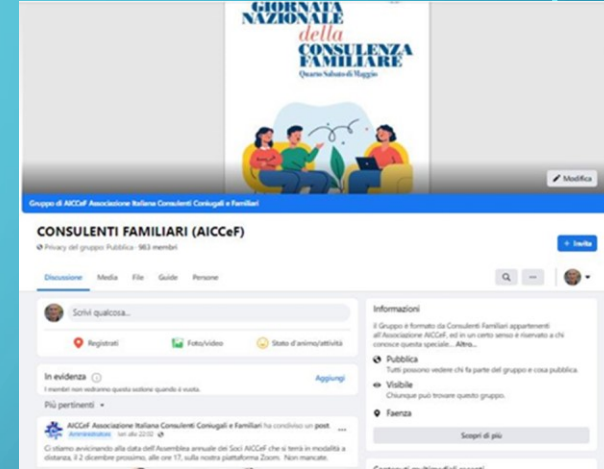 GIORNATA
NAZIONALE
della
CONSULENZA
FAMILIARE
Quarto Sabato di Maggio
Modifica
Gruppo di AICCeF Associazione Italiana Consulenti Coniugali e Familiari
CONSULENTI FAMILIARI (AICCeF)
Privacy del gruppo: Pubblica · 983 membri
+ Invita
Discussione Media File Guide Persone
Scrivi qualcosa...
Registrati Foto/video Stato d'animo/attività
In evidenza
Aggiungi
I membri non vedranno questa sezione quando è vuota.
Più pertinenti
AICCeF Associazione Italiana Consulenti Coniugali e Familiari ha condiviso un post.
Amministratore · Ieri alle 22:02
Ci stiamo avvicinando alla data dell'Assemblea annuale dei Soci AICCeF che si terrà in modalità a
distanza, il 2 dicembre prossimo, alle ore 17, sulla nostra piattaforma Zoom. Non mancate.
Informazioni
Il Gruppo è formato da Consulenti Familiari appartenenti
all'Associazione AICCeF, ed in un certo senso è riservato a chi
conosce questa speciale... Altro...
Pubblica
Tutti possono vedere chi fa parte del gruppo e cosa pubblica.
Visibile
Chiunque può trovare questo gruppo.
Faenza
Scopri di più
Contenuti multimediali recenti